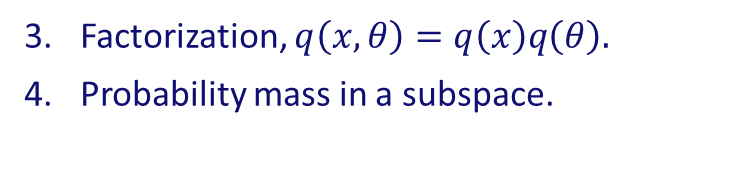 3. Factorization, q(x, θ) = q(x)q(θ).
4. Probability mass in a subspace.